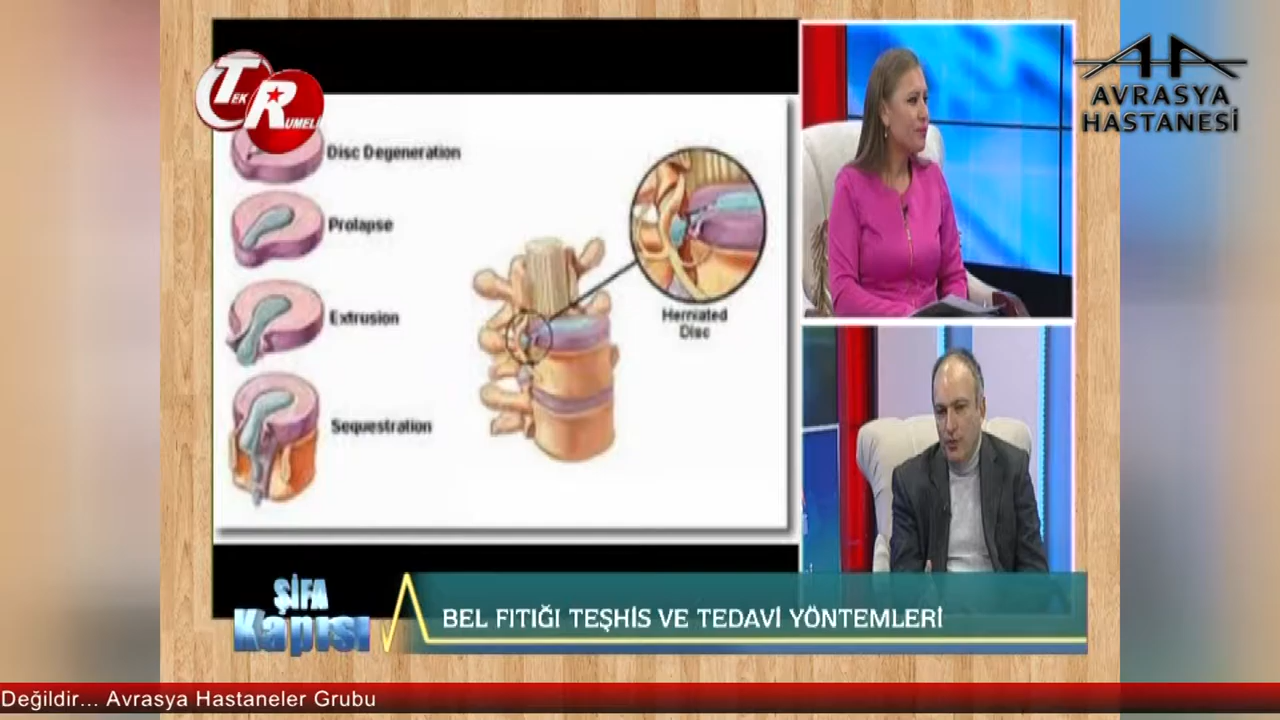 TEK
RUMELİ
AVRASYA
HASTANESİ
Disc Degeneration
Prolapse
Extrusion
Sequestration
Herniated
Disc
ŞİFA
Kapısı
BEL FITIĞI TEŞHİS VE TEDAVİ YÖNTEMLERİ
Değildir... Avrasya Hastaneler Grubu